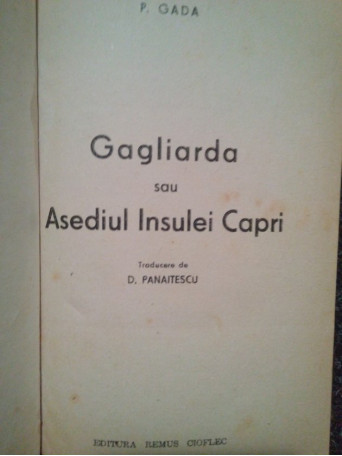 P. GADA
Gagliarda
sau
Asediul Insulei Capri
Traducere de
D. PANAITESCU
EDITURA REMUS CIOFLEC